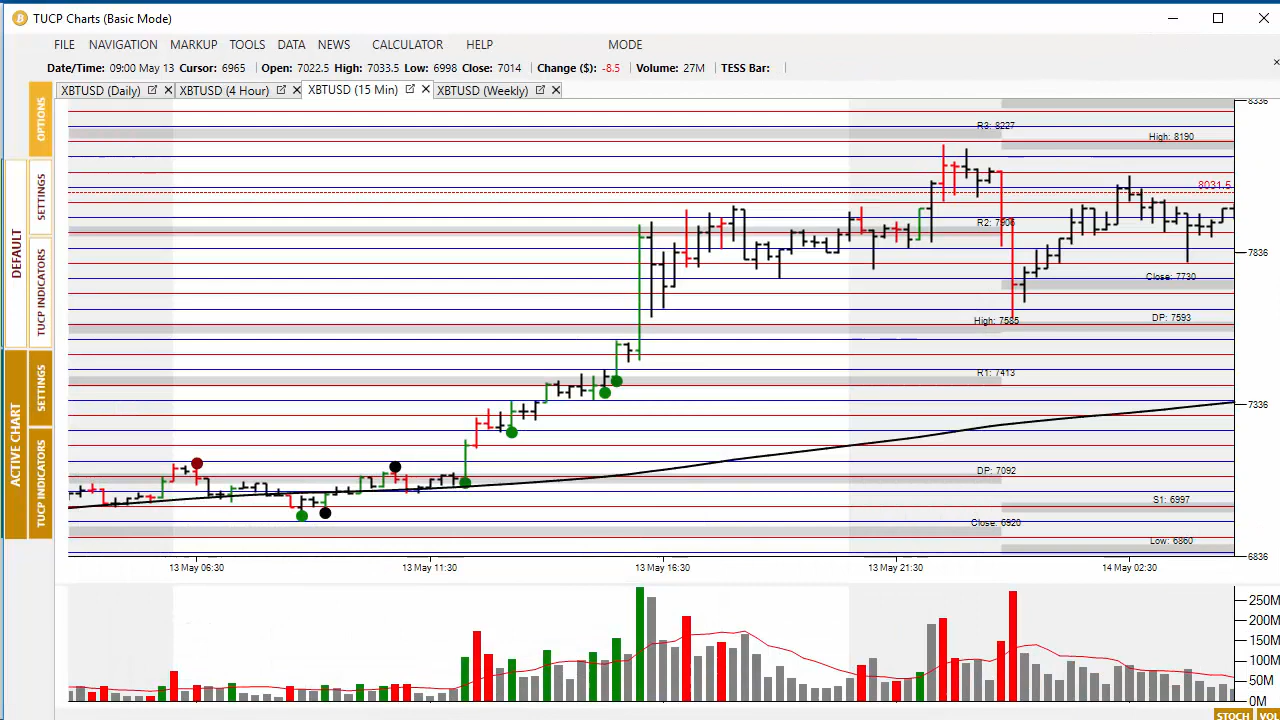 TUCP Charts (Basic Mode)
FILE NAVIGATION MARKUP TOOLS DATA NEWS CALCULATOR HELP MODE
Date/Time: 09:00 May 13 Cursor: 6965 Open: 7022.5 High: 7033.5 Low: 6998 Close: 7014 Change ($): -8.5 Volume: 27M TESS Bar:
XBTUSD (Daily) XBTUSD (4 Hour) XBTUSD (15 Min) XBTUSD (Weekly)
OPTIONS
DEFAULT
SETTINGS
TUCP INDICATORS
ACTIVE CHART
SETTINGS
TUCP INDICATORS
8336
R3: 8227
High: 8190
8031.5
R2: 7906
7836
Close: 7730
DP: 7593
High: 7585
R1: 7413
7336
DP: 7092
S1: 6997
Close: 6920
Low: 6860
6836
13 May 06:30 13 May 11:30 13 May 16:30 13 May 21:30 14 May 02:30
250M
200M
150M
100M
50M
0M
STOCH VOL